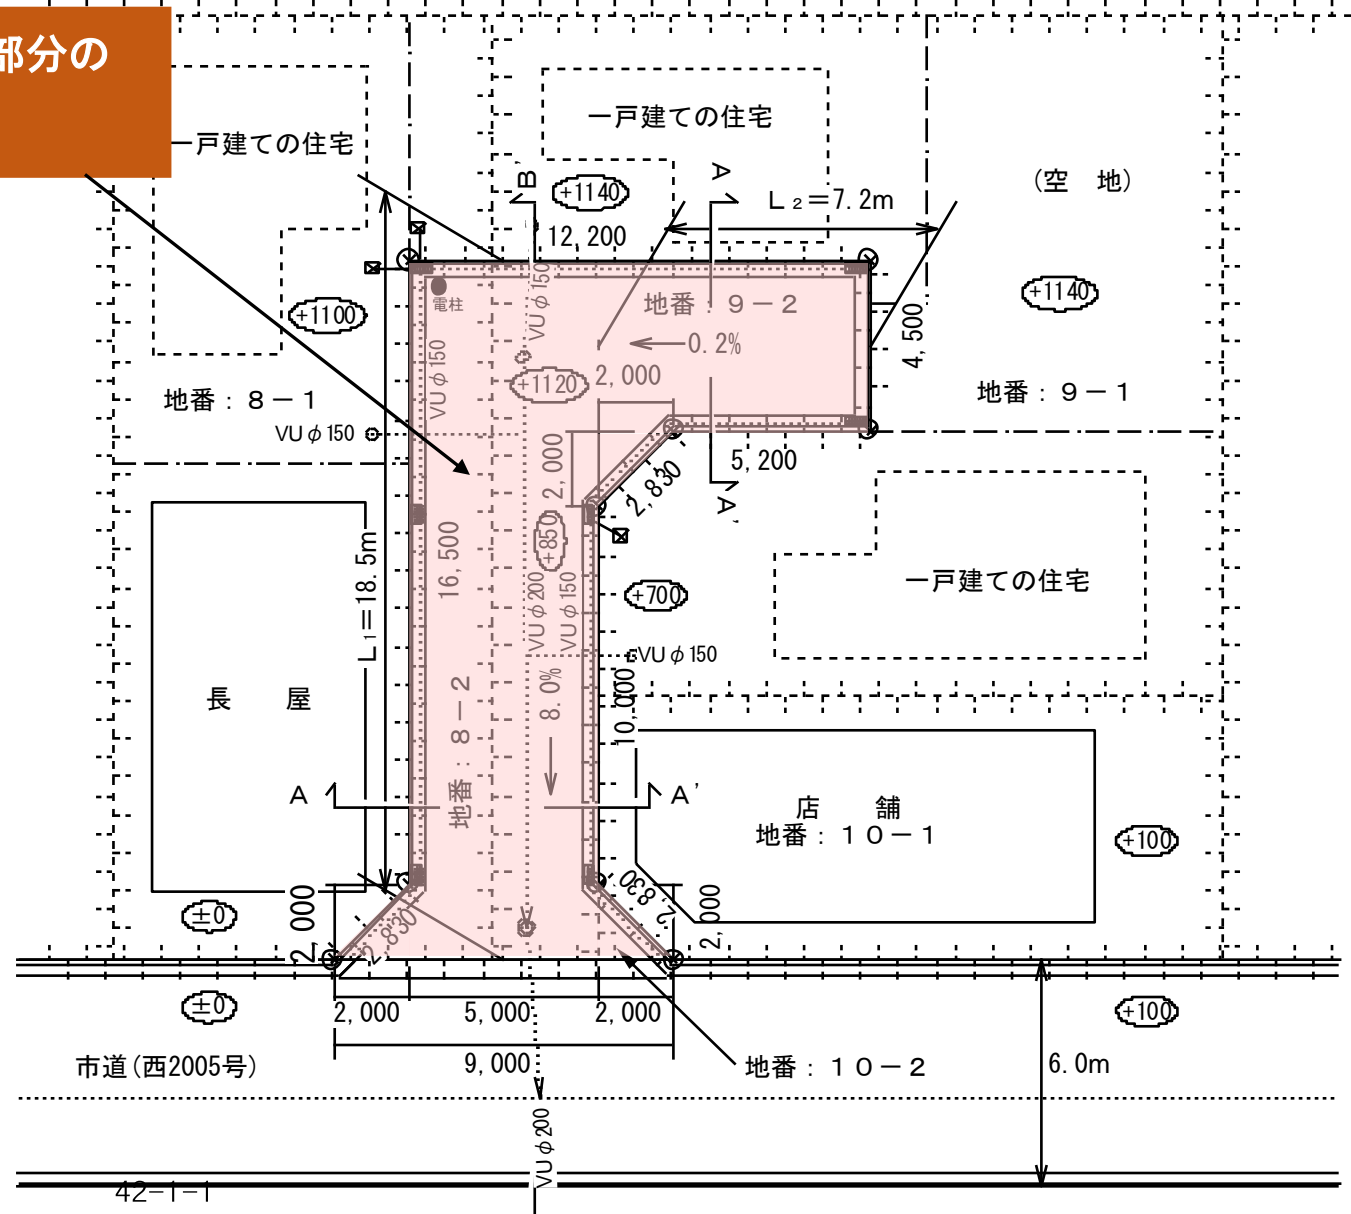 部分の
一戸建ての住宅
一戸建ての住宅
(空　地)
B'
A
+1140
L₂＝7.2m
12,200
+1100
電柱
VUφ150
VUφ150
地番：９－２
+1140
4,500
0.2%
+1120
2,000
地番：８－１
地番：９－１
VUφ150
2,000
2,830
5,200
A'
L₁＝18.5m
16,500
+850
VUφ200
VUφ150
+700
一戸建ての住宅
VUφ150
長　屋
地番：８－２
8.0%
10,000
A
A'
店　舗
地番：１０－１
+100
±0
2,000
2,830
2,830
2,000
±0
+100
2,000
5,000
2,000
市道(西2005号)
9,000
地番：１０－２
6.0m
VUφ200
42-1-1